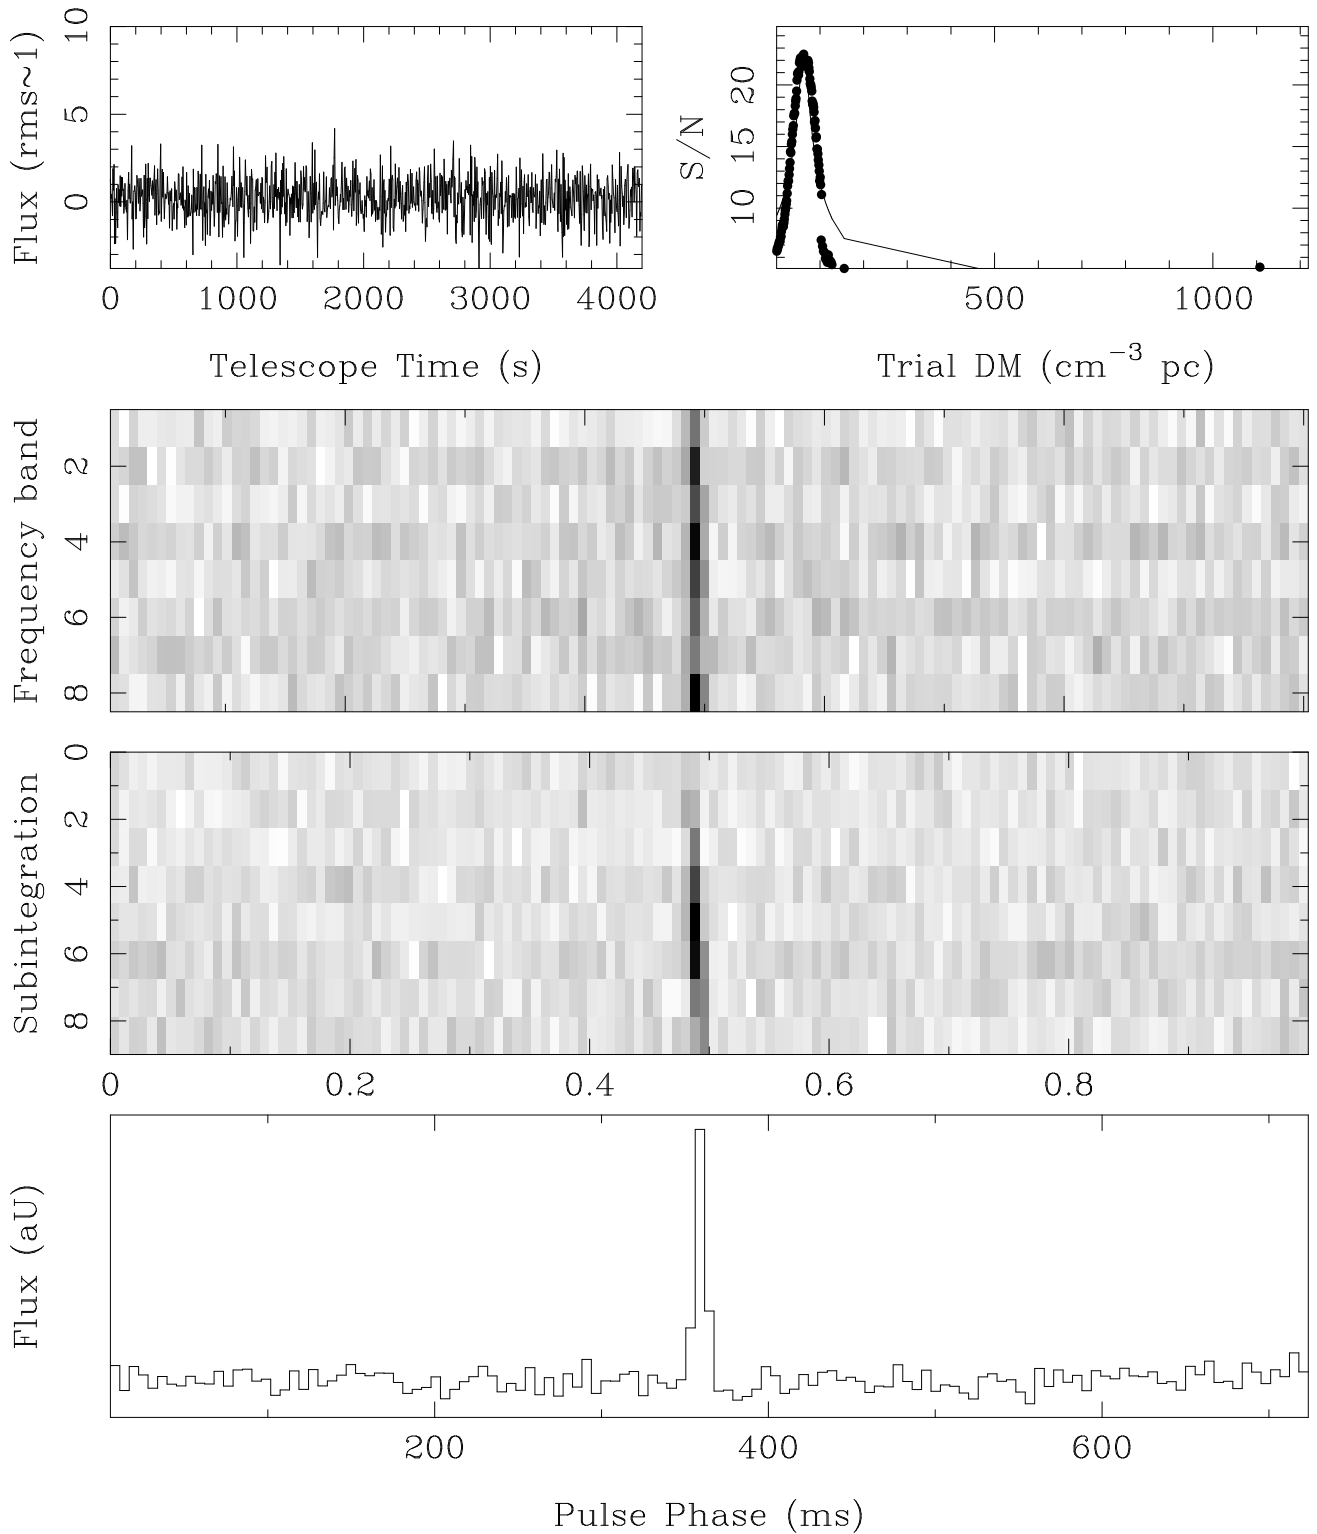 Flux (rms~1)
10
5
0
0 1000 2000 3000 4000
Telescope Time (s)
S/N
20
15
10
500 1000
Trial DM (cm⁻³ pc)
Frequency band
2
4
6
8
Subintegration
0
2
4
6
8
0 0.2 0.4 0.6 0.8
Flux (aU)
200 400 600
Pulse Phase (ms)